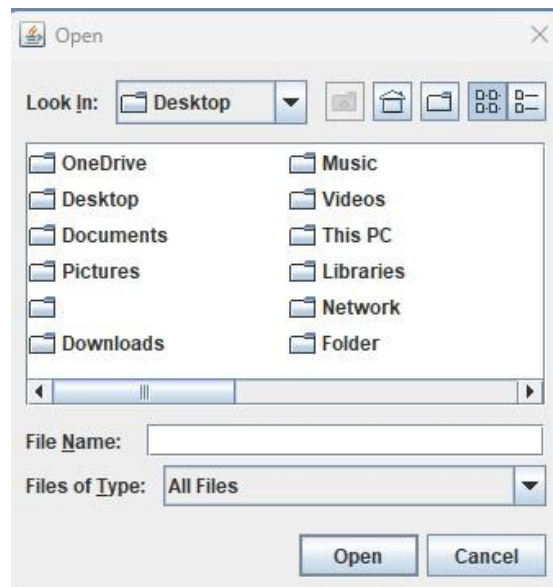 Open
Look In: Desktop
OneDrive
Desktop
Documents
Pictures
Downloads
Music
Videos
This PC
Libraries
Network
Folder
File Name:
Files of Type: All Files
Open Cancel